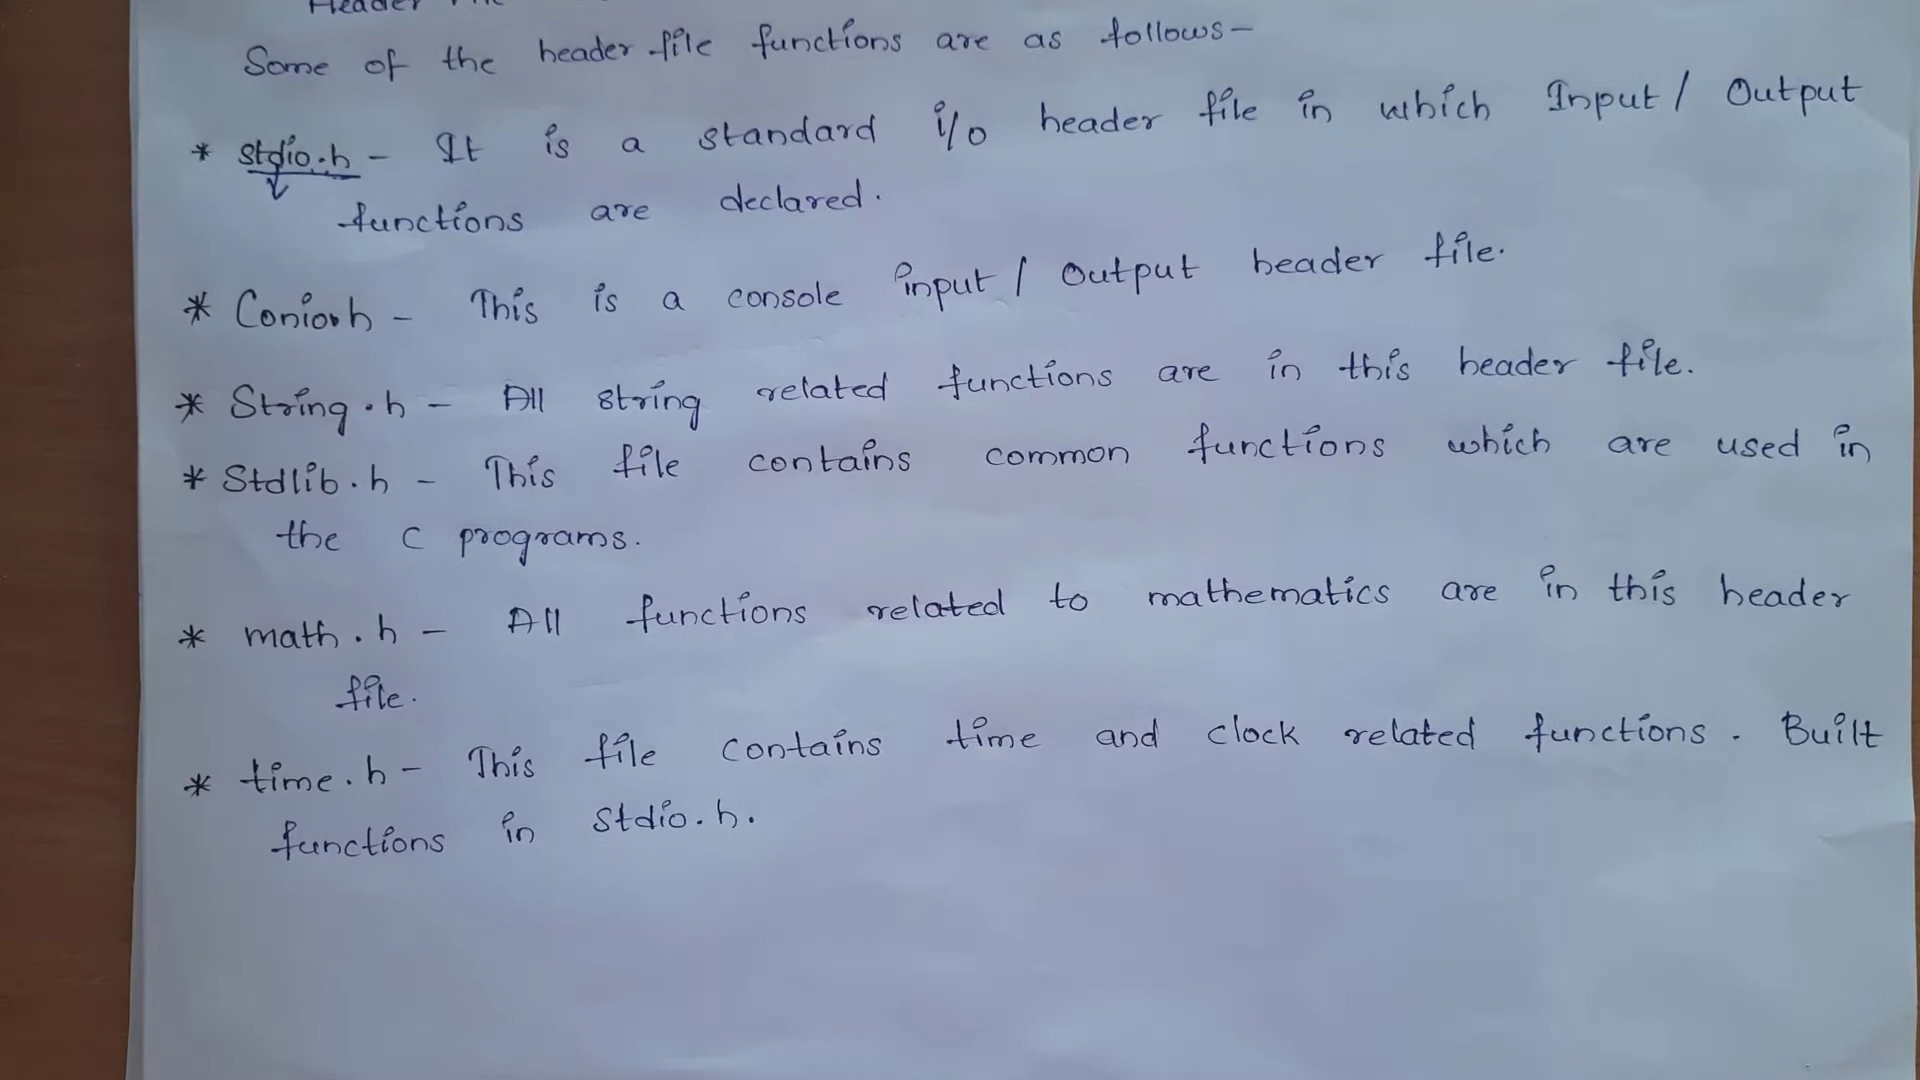 Header
Some of the header file functions are as follows-
* stdio.h - It is a standard i/o header file in which Input / Output
functions are declared.
* Conio.h - This is a console input / output header file.
* String.h - All string related functions are in this header file.
* Stdlib.h - This file contains common functions which are used in
the C programs.
* math.h - All functions related to mathematics are in this header
file.
* time.h - This file contains time and clock related functions. Built
functions in stdio.h.